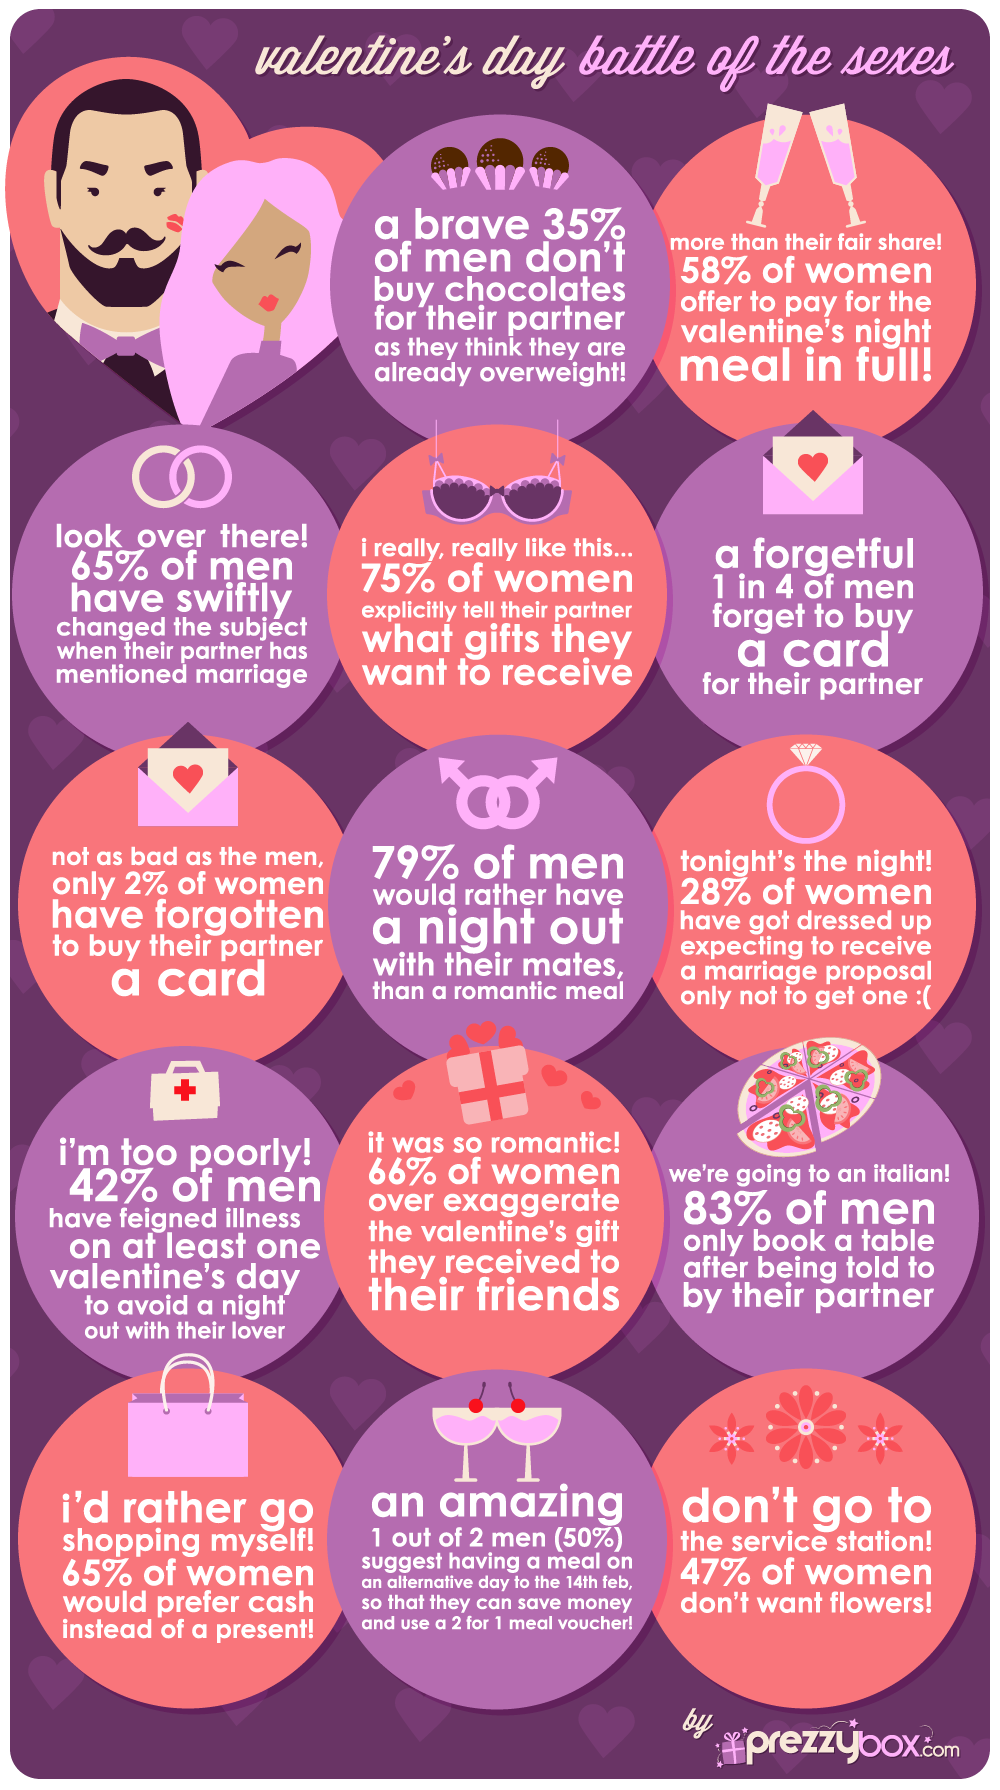 valentine's day battle of the sexes
a brave 35%
of men don't
buy chocolates
for their partner
as they think they are
already overweight!
more than their fair share!
58% of women
offer to pay for the
valentine's night
meal in full!
look over there!
65% of men
have swiftly
changed the subject
when their partner has
mentioned marriage
i really, really like this...
75% of women
explicitly tell their partner
what gifts they
want to receive
a forgetful
1 in 4 of men
forget to buy
a card
for their partner
not as bad as the men,
only 2% of women
have forgotten
to buy their partner
a card
79% of men
would rather have
a night out
with their mates,
than a romantic meal
tonight's the night!
28% of women
have got dressed up
expecting to receive
a marriage proposal
only not to get one :(
i'm too poorly!
42% of men
have feigned illness
on at least one
valentine's day
to avoid a night
out with their lover
it was so romantic!
66% of women
over exaggerate
the valentine's gift
they received to
their friends
we're going to an italian!
83% of men
only book a table
after being told to
by their partner
i'd rather go
shopping myself!
65% of women
would prefer cash
instead of a present!
an amazing
1 out of 2 men (50%)
suggest having a meal on
an alternative day to the 14th feb,
so that they can save money
and use a 2 for 1 meal voucher!
don't go to
the service station!
47% of women
don't want flowers!
by
prezzybox.com